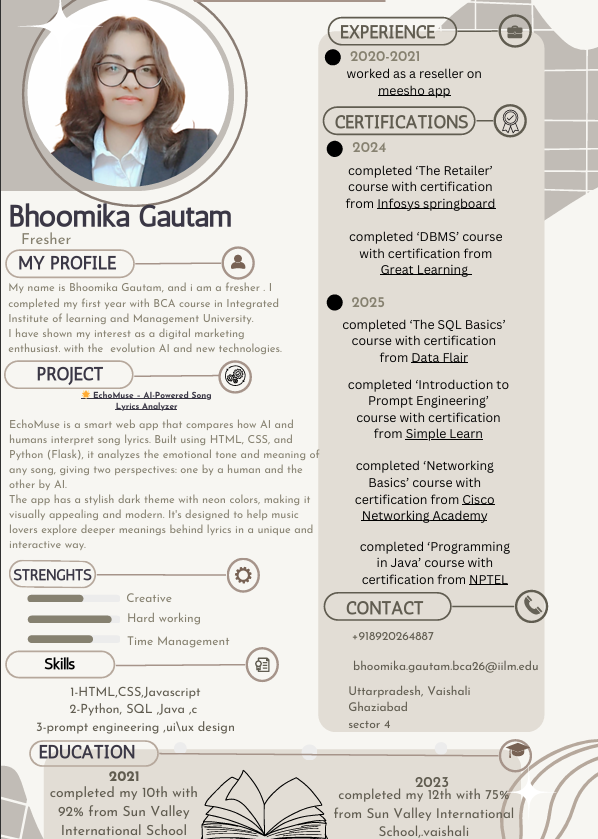 Bhoomika Gautam
Fresher
MY PROFILE
My name is Bhoomika Gautam, and i am a fresher . I
completed my first year with BCA course in Integrated
Institute of learning and Management University.
I have shown my interest as a digital marketing
enthusiast. with the evolution AI and new technologies.
PROJECT
🌟 EchoMuse – AI-Powered Song
Lyrics Analyzer
EchoMuse is a smart web app that compares how AI and
humans interpret song lyrics. Built using HTML, CSS, and
Python (Flask), it analyzes the emotional tone and meaning of
any song, giving two perspectives: one by a human and the
other by AI.
The app has a stylish dark theme with neon colors, making it
visually appealing and modern. It's designed to help music
lovers explore deeper meanings behind lyrics in a unique and
interactive way.
STRENGHTS
Creative
Hard working
Time Management
Skills
1-HTML,CSS,Javascript
2-Python, SQL ,Java ,c
3-prompt engineering ,ui\ux design
EXPERIENCE
2020-2021
worked as a reseller on
meesho app
CERTIFICATIONS
2024
completed ‘The Retailer’
course with certification
from Infosys springboard
completed ‘DBMS’ course
with certification from
Great Learning
2025
completed ‘The SQL Basics’
course with certification
from Data Flair
completed ‘Introduction to
Prompt Engineering’
course with certification
from Simple Learn
completed ‘Networking
Basics’ course with
certification from Cisco
Networking Academy
completed ‘Programming
in Java’ course with
certification from NPTEL
CONTACT
+918920264887
bhoomika.gautam.bca26@iilm.edu
Uttarpradesh, Vaishali
Ghaziabad
sector 4
EDUCATION
2021
completed my 10th with
92% from Sun Valley
International School
2023
completed my 12th with 75%
from Sun Valley International
School,.vaishali